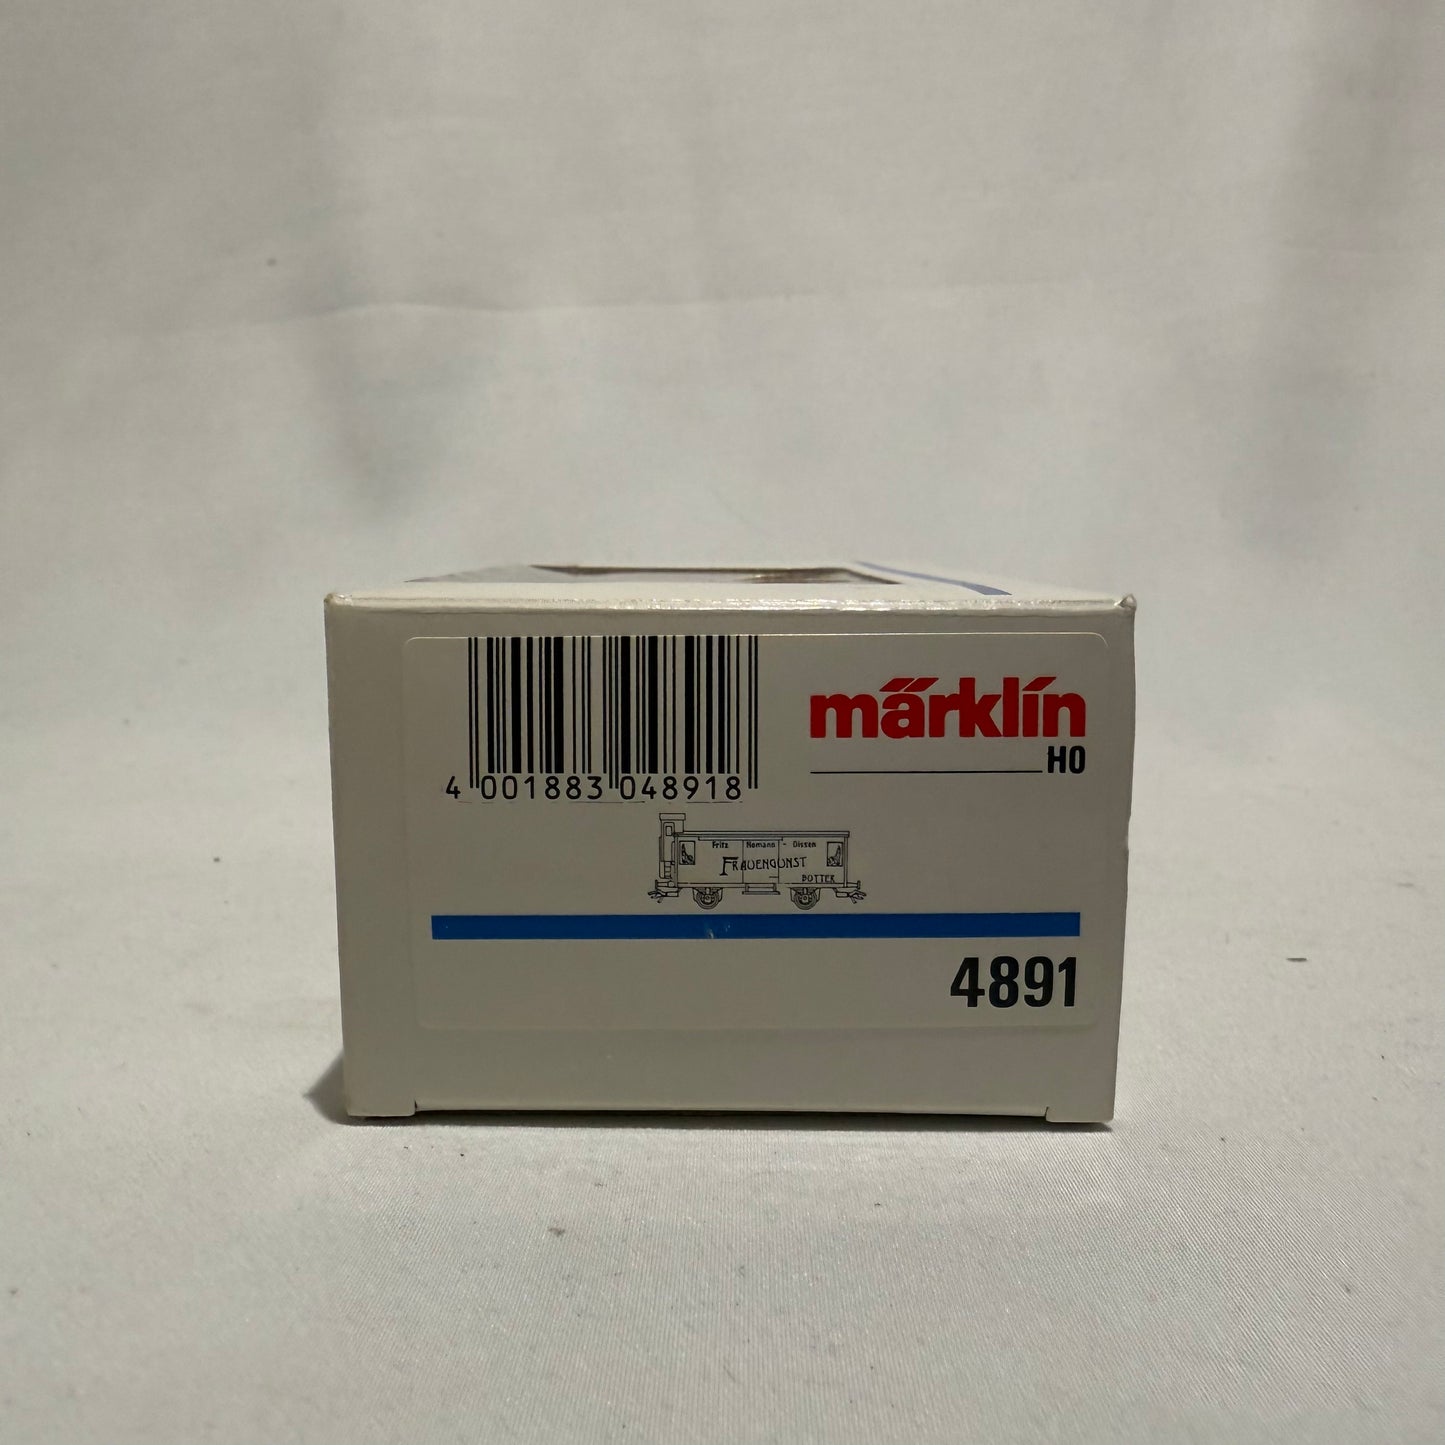 märklin
H0
4 001883 048918
Fritz Homann - Dissen
FRAUENGUNST
BUTTER
4891